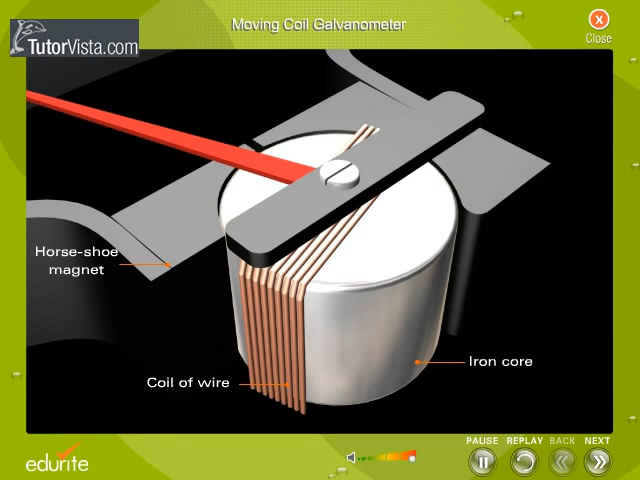 Moving Coil Galvanometer
TutorVista.com
x
Close
Horse-shoe
magnet
Coil of wire
Iron core
edurite
PAUSE REPLAY BACK NEXT